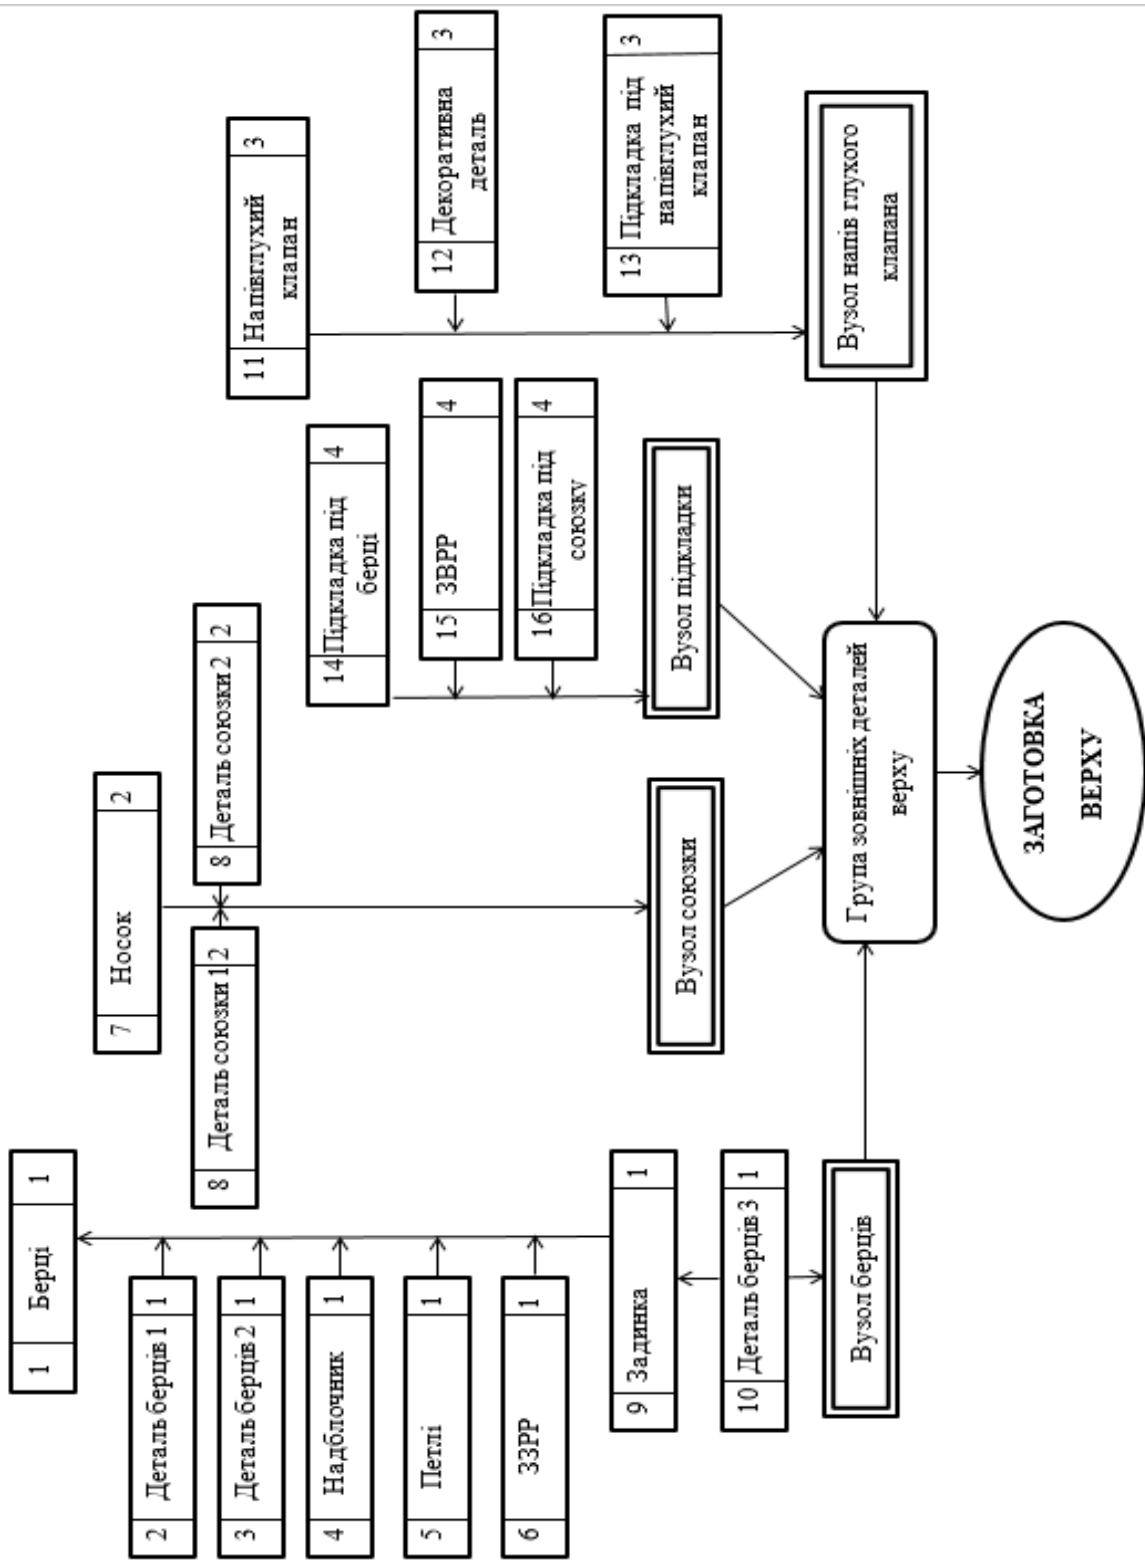 1 Берці 1
2 Деталь берців 1 1
3 Деталь берців 2 1
4 Надблочник 1
5 Петлі 1
6 ЗЗРР 1
9 Задинка 1
10 Деталь берців 3 1
Вузол берців
7 Носок 2
8 Деталь союзки 1 2
8 Деталь союзки 2 2
Вузол союзки
14 Підкладка під 4
берці
15 ЗВРР 4
16 Підкладка під 4
союзку
Вузол підкладки
11 Напівглухий 3
клапан
12 Декоративна 3
деталь
13 Підкладка під 3
напівглухий
клапан
Вузол напів глухого
клапана
Група зовнішніх деталей
верху
ЗАГОТОВКА
ВЕРХУ